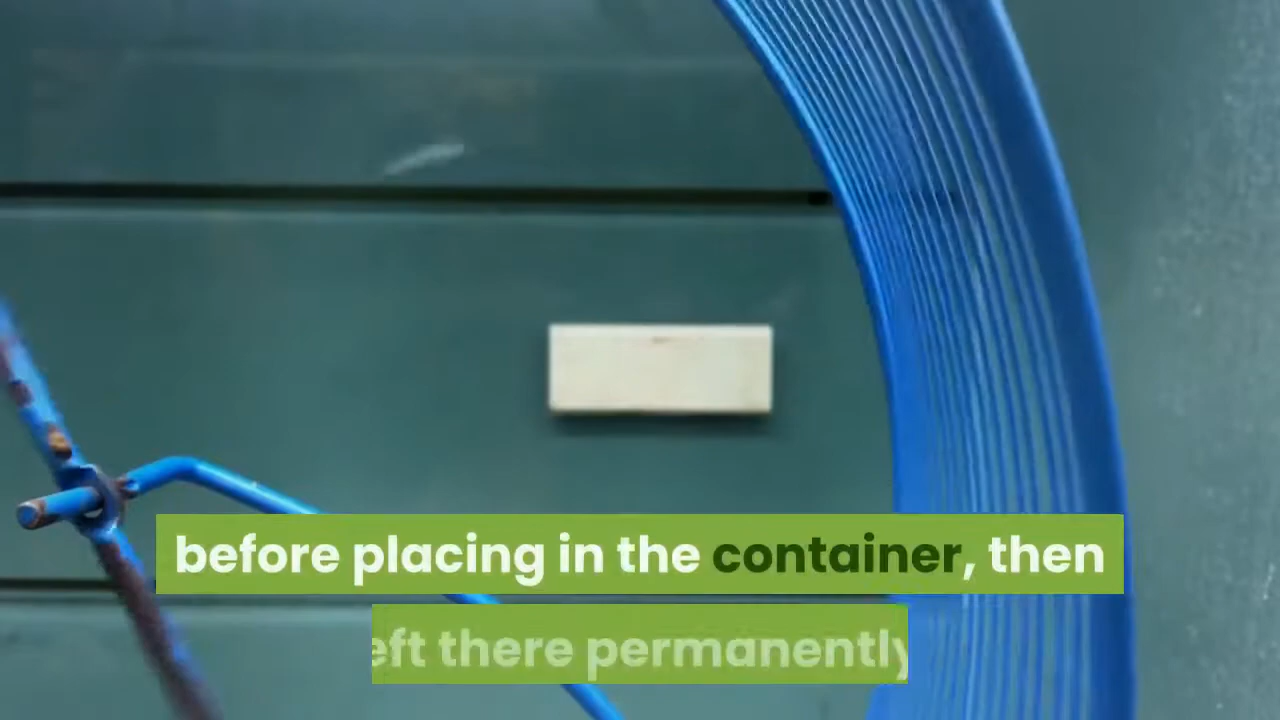 before placing in the container, then
eft there permanently